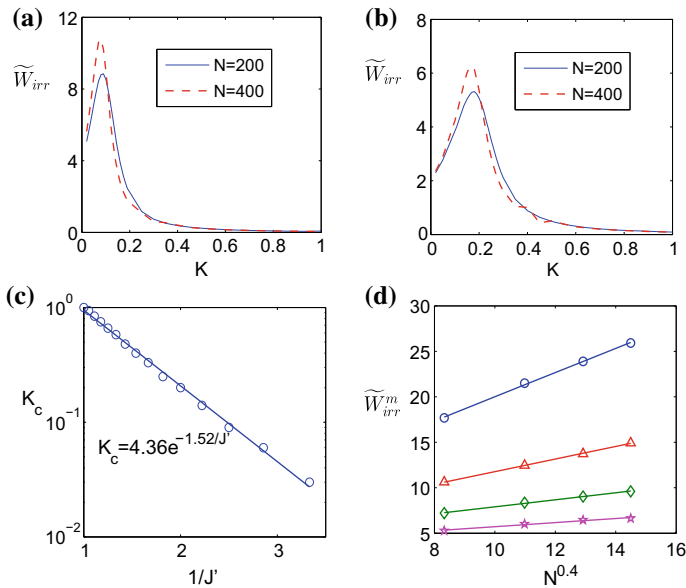 (a)
12
8
4
0
W̃_irr
N=200
N=400
0 0.2 0.4 0.6 0.8 1
K
(b)
8
6
4
2
0
W̃_irr
N=200
N=400
0 0.2 0.4 0.6 0.8 1
K
(c)
10^0
10^-1
10^-2
K_c
K_c=4.36e^-1.52/J'
1 2 3
1/J'
(d)
30
25
20
15
10
5
W̃_irr^m
8 10 12 14 16
N^0.4